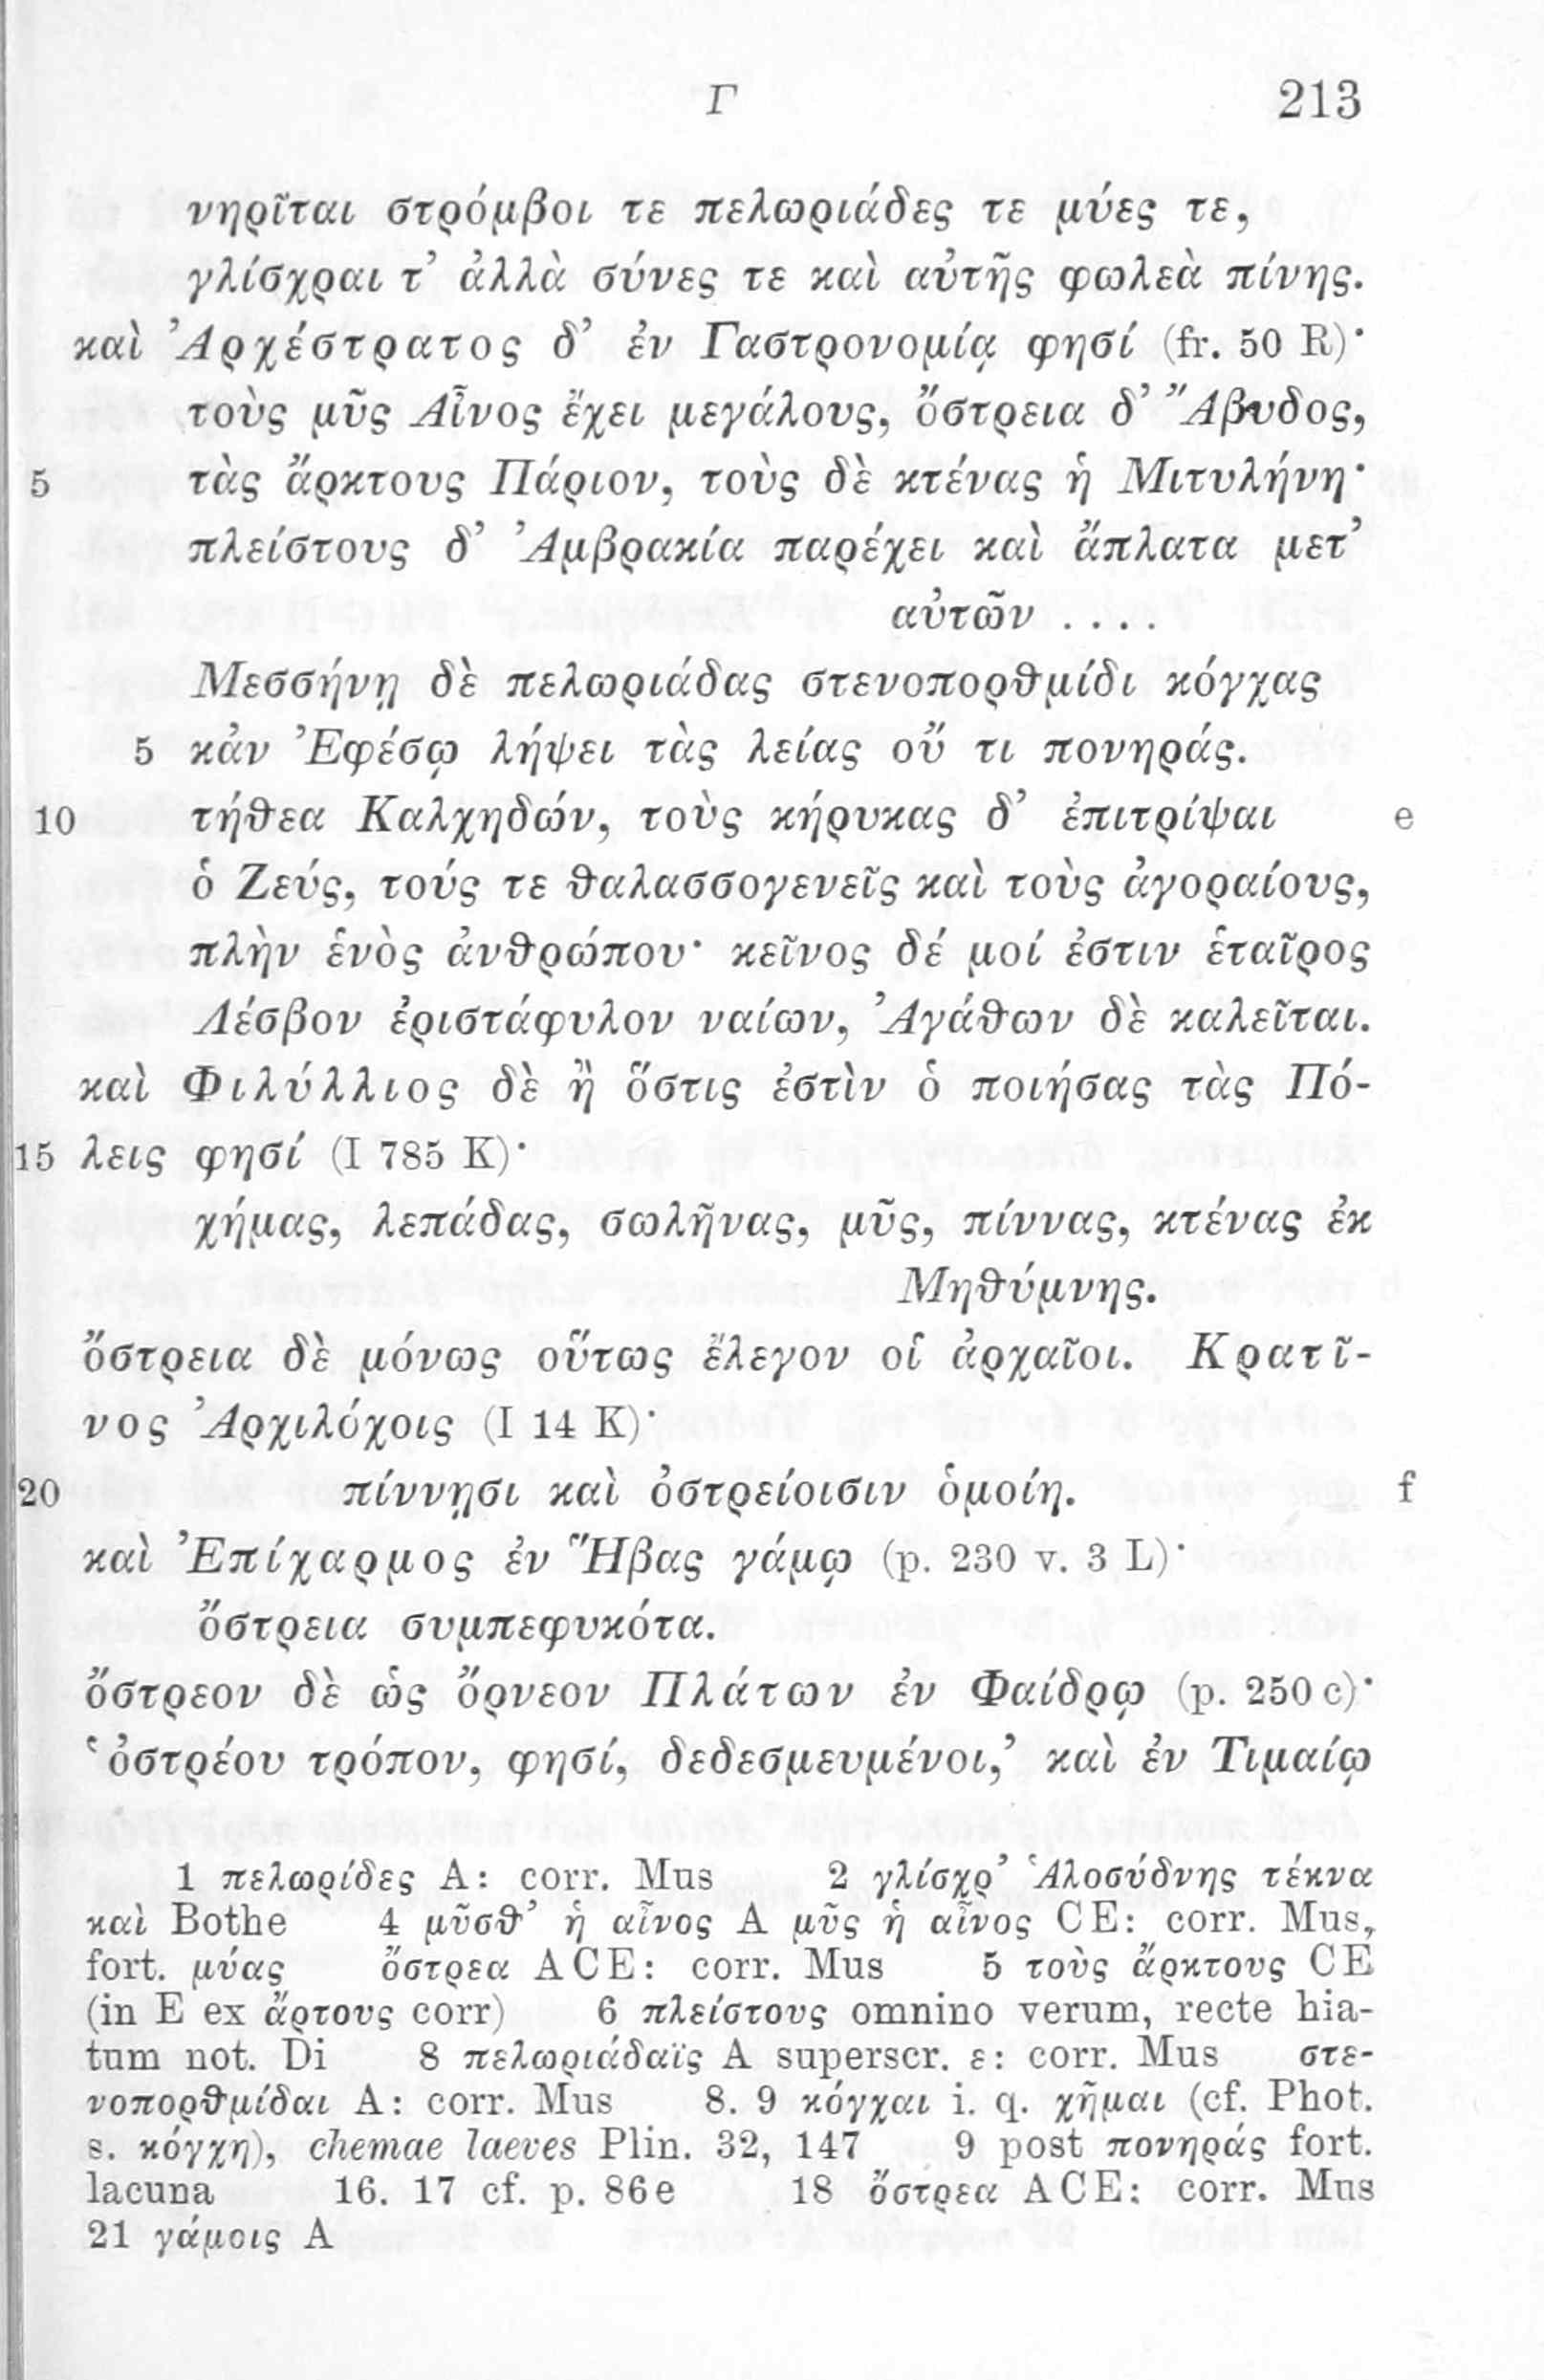 Γ 213
νηρῖται στρόμβοι τε πελωριάδες τε μύες τε,
γλίσχραι τ’ ἀλλὰ σύνες τε καὶ αὐτῆς φωλεὰ πίνης.
καὶ Ἀρχέστρατος δ’ ἐν Γαστρονομίᾳ φησί (fr. 50 R)·
τοὺς μῦς Αἶνος ἔχει μεγάλους, ὄστρεια δ’ Ἄβυδος,
5 τὰς ἄρκτους Πάριον, τοὺς δὲ κτένας ἡ Μιτυλήνη·
πλείστους δ’ Ἀμβρακία παρέχει καὶ ἄπλατα μετ’
αὐτῶν . . . .
Μεσσήνῃ δὲ πελωριάδας στενοπορθμίδι κόγχας
5 κἀν Ἐφέσῳ λήψει τὰς λείας οὔ τι πονηράς.
10 τήθεα Καλχηδών, τοὺς κήρυκας δ’ ἐπιτρίψαι e
ὁ Ζεύς, τούς τε θαλασσογενεῖς καὶ τοὺς ἀγοραίους,
πλὴν ἑνὸς ἀνθρώπου· κεῖνος δέ μοί ἐστιν ἑταῖρος
Λέσβον ἐριστάφυλον ναίων, Ἀγάθων δὲ καλεῖται.
καὶ Φιλύλλιος δὲ ἢ ὅστις ἐστὶν ὁ ποιήσας τὰς Πό-
15 λεις φησί (I 785 K)·
χήμας, λεπάδας, σωλῆνας, μῦς, πίννας, κτένας ἐκ
Μηθύμνης.
ὄστρεια δὲ μόνως οὕτως ἔλεγον οἱ ἀρχαῖοι. Κρατῖ-
νος Ἀρχιλόχοις (I 14 K)·
20 πίννῃσι καὶ ὀστρείοισιν ὁμοίη. f
καὶ Ἐπίχαρμος ἐν Ἥβας γάμῳ (p. 230 v. 3 L)·
ὄστρεια συμπεφυκότα.
ὄστρεον δὲ ὡς ὄρνεον Πλάτων ἐν Φαίδρῳ (p. 250 c)·
‘ὀστρέου τρόπον, φησί, δεδεσμευμένοι,’ καὶ ἐν Τιμαίῳ
1 πελωρίδες A: corr. Mus 2 γλίσχρ’ Ἁλοσύδνης τέκνα
καὶ Bothe 4 μῦσθ’ ἡ αἶνος A μῦς ἡ αἶνος CE: corr. Mus,
fort. μύας ὄστρεα ACE: corr. Mus 5 τοὺς ἄρκτους CE
(in E ex ἄρτους corr) 6 πλείστους omnino verum, recte hia-
tum not. Di 8 πελωριάδαϊς A superscr. ε: corr. Mus στε-
νοπορθμίδαι A: corr. Mus 8. 9 κόγχαι i. q. χῆμαι (cf. Phot.
s. κόγχη), chemae laeves Plin. 32, 147 9 post πονηράς fort.
lacuna 16. 17 cf. p. 86e 18 ὄστρεα ACE: corr. Mus
21 γάμοις A